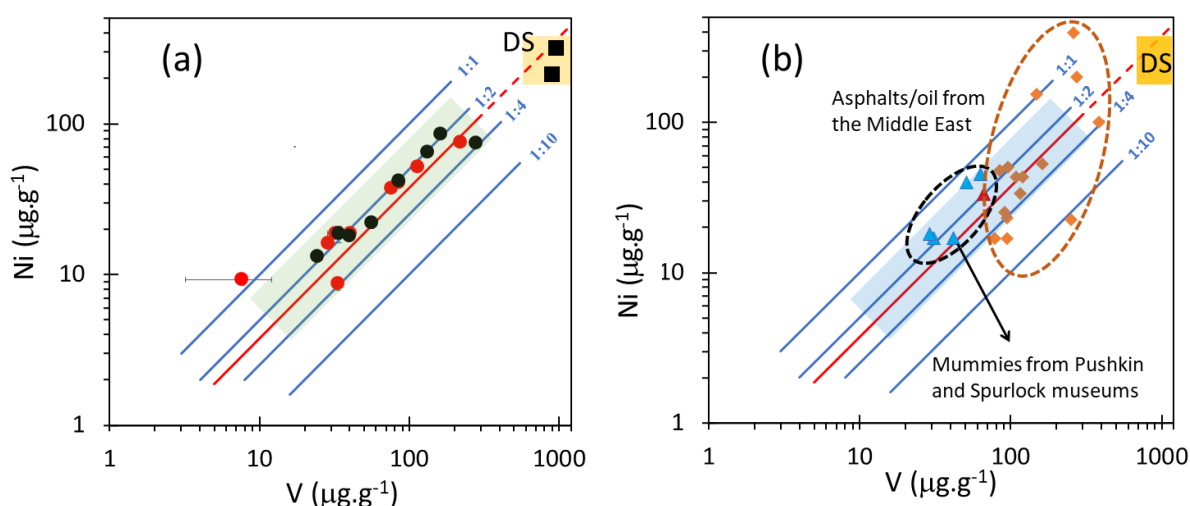 (a)
DS
1:1
1:2
1:4
1:10
100
10
1
Ni (µg.g-1)
1
10
100
1000
V (µg.g-1)
(b)
DS
1:1
1:2
1:4
1:10
Asphalts/oil from
the Middle East
Mummies from Pushkin
and Spurlock museums
100
10
1
Ni (µg.g-1)
1
10
100
1000
V (µg.g-1)